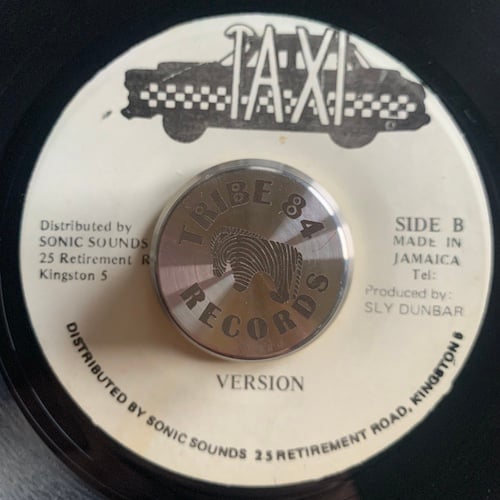 TAXI
Distributed by
SONIC SOUNDS
25 Retirement R
Kingston 5
TRIBE 84
RECORDS
SIDE B
MADE IN
JAMAICA
Tel:
Produced by:
SLY DUNBAR
VERSION
DISTRIBUTED BY SONIC SOUNDS 25 RETIREMENT ROAD, KINGSTON 5